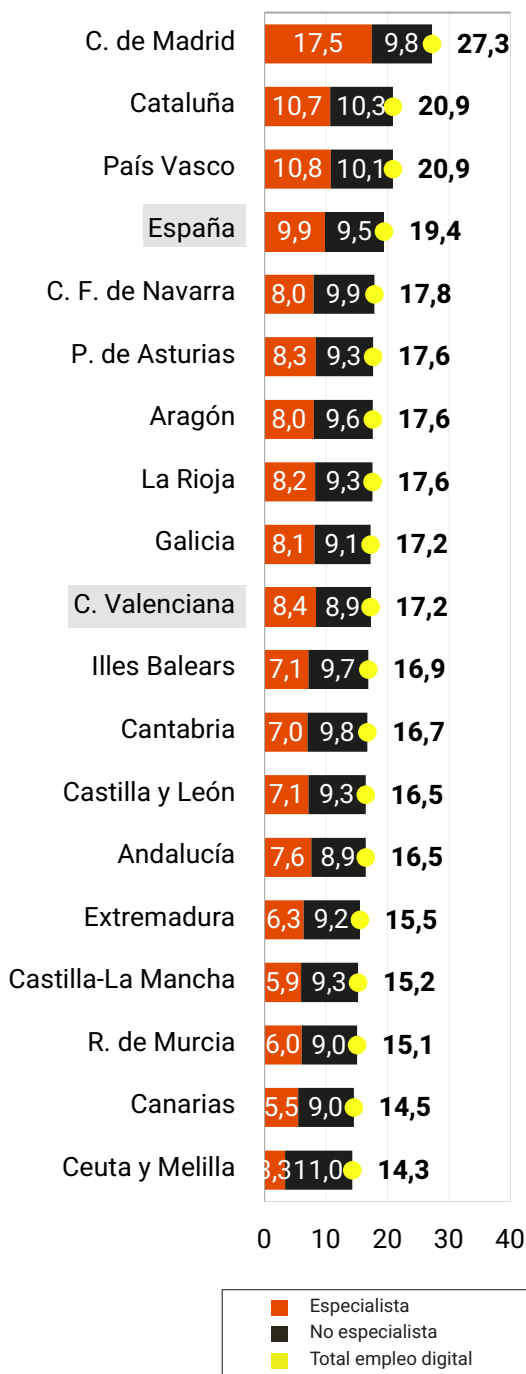 C. de Madrid 17,5 9,8 27,3
Cataluña 10,7 10,3 20,9
País Vasco 10,8 10,1 20,9
España 9,9 9,5 19,4
C. F. de Navarra 8,0 9,9 17,8
P. de Asturias 8,3 9,3 17,6
Aragón 8,0 9,6 17,6
La Rioja 8,2 9,3 17,6
Galicia 8,1 9,1 17,2
C. Valenciana 8,4 8,9 17,2
Illes Balears 7,1 9,7 16,9
Cantabria 7,0 9,8 16,7
Castilla y León 7,1 9,3 16,5
Andalucía 7,6 8,9 16,5
Extremadura 6,3 9,2 15,5
Castilla-La Mancha 5,9 9,3 15,2
R. de Murcia 6,0 9,0 15,1
Canarias 5,5 9,0 14,5
Ceuta y Melilla 3,3 11,0 14,3
0 10 20 30 40
Especialista
No especialista
Total empleo digital